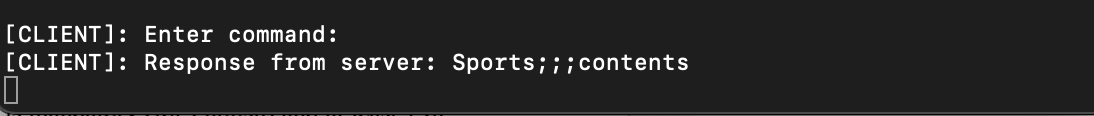 [CLIENT]: Enter command:
[CLIENT]: Response from server: Sports;;;contents